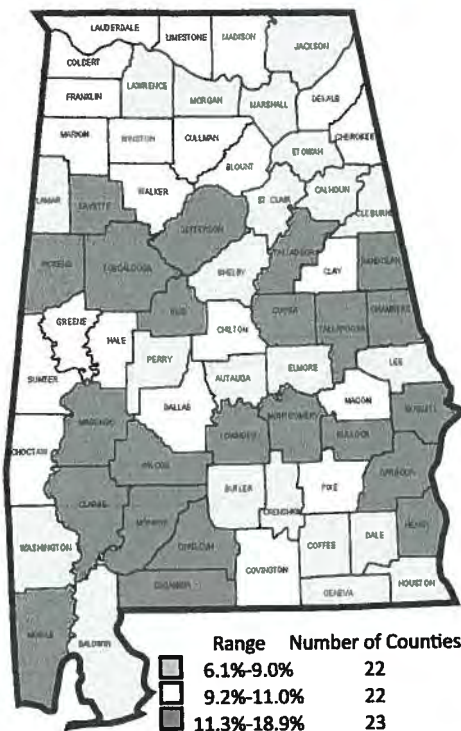 LAUDERDALE
LIMESTONE
MADISON
JACKSON
COLBERT
LAWRENCE
FRANKLIN
MORGAN
MARSHALL
DEKALB
MARION
WINSTON
CULLMAN
CHEROKEE
ETOWAH
BLOUNT
LAMAR
FAYETTE
WALKER
ST CLAIR
CALHOUN
CLEBURNE
JEFFERSON
TALLADEGA
PICKENS
TUSCALOOSA
SHELBY
CLAY
RANDOLPH
BIBB
COOSA
CHAMBERS
GREENE
HALE
CHILTON
TALLAPOOSA
PERRY
LEE
SUMTER
AUTAUGA
ELMORE
DALLAS
MACON
RUSSELL
MARENGO
LOWNDES
MONTGOMERY
BULLOCK
CHOCTAW
WILCOX
BARBOUR
BUTLER
PIKE
CLARKE
MONROE
CRENSHAW
HENRY
WASHINGTON
CONECUH
COFFEE
DALE
COVINGTON
ESCAMBIA
GENEVA
HOUSTON
MOBILE
BALDWIN
Range Number of Counties
6.1%-9.0% 22
9.2%-11.0% 22
11.3%-18.9% 23